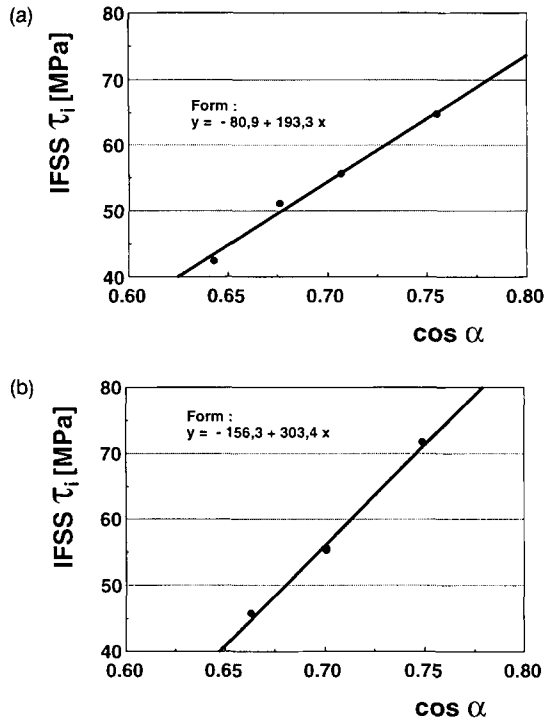 (a)
80
70
60
50
40
IFSS τi [MPa]
Form :
y = - 80,9 + 193,3 x
0.60 0.65 0.70 0.75 0.80
cos α
(b)
80
70
60
50
40
IFSS τi [MPa]
Form :
y = - 156,3 + 303,4 x
0.60 0.65 0.70 0.75 0.80
cos α